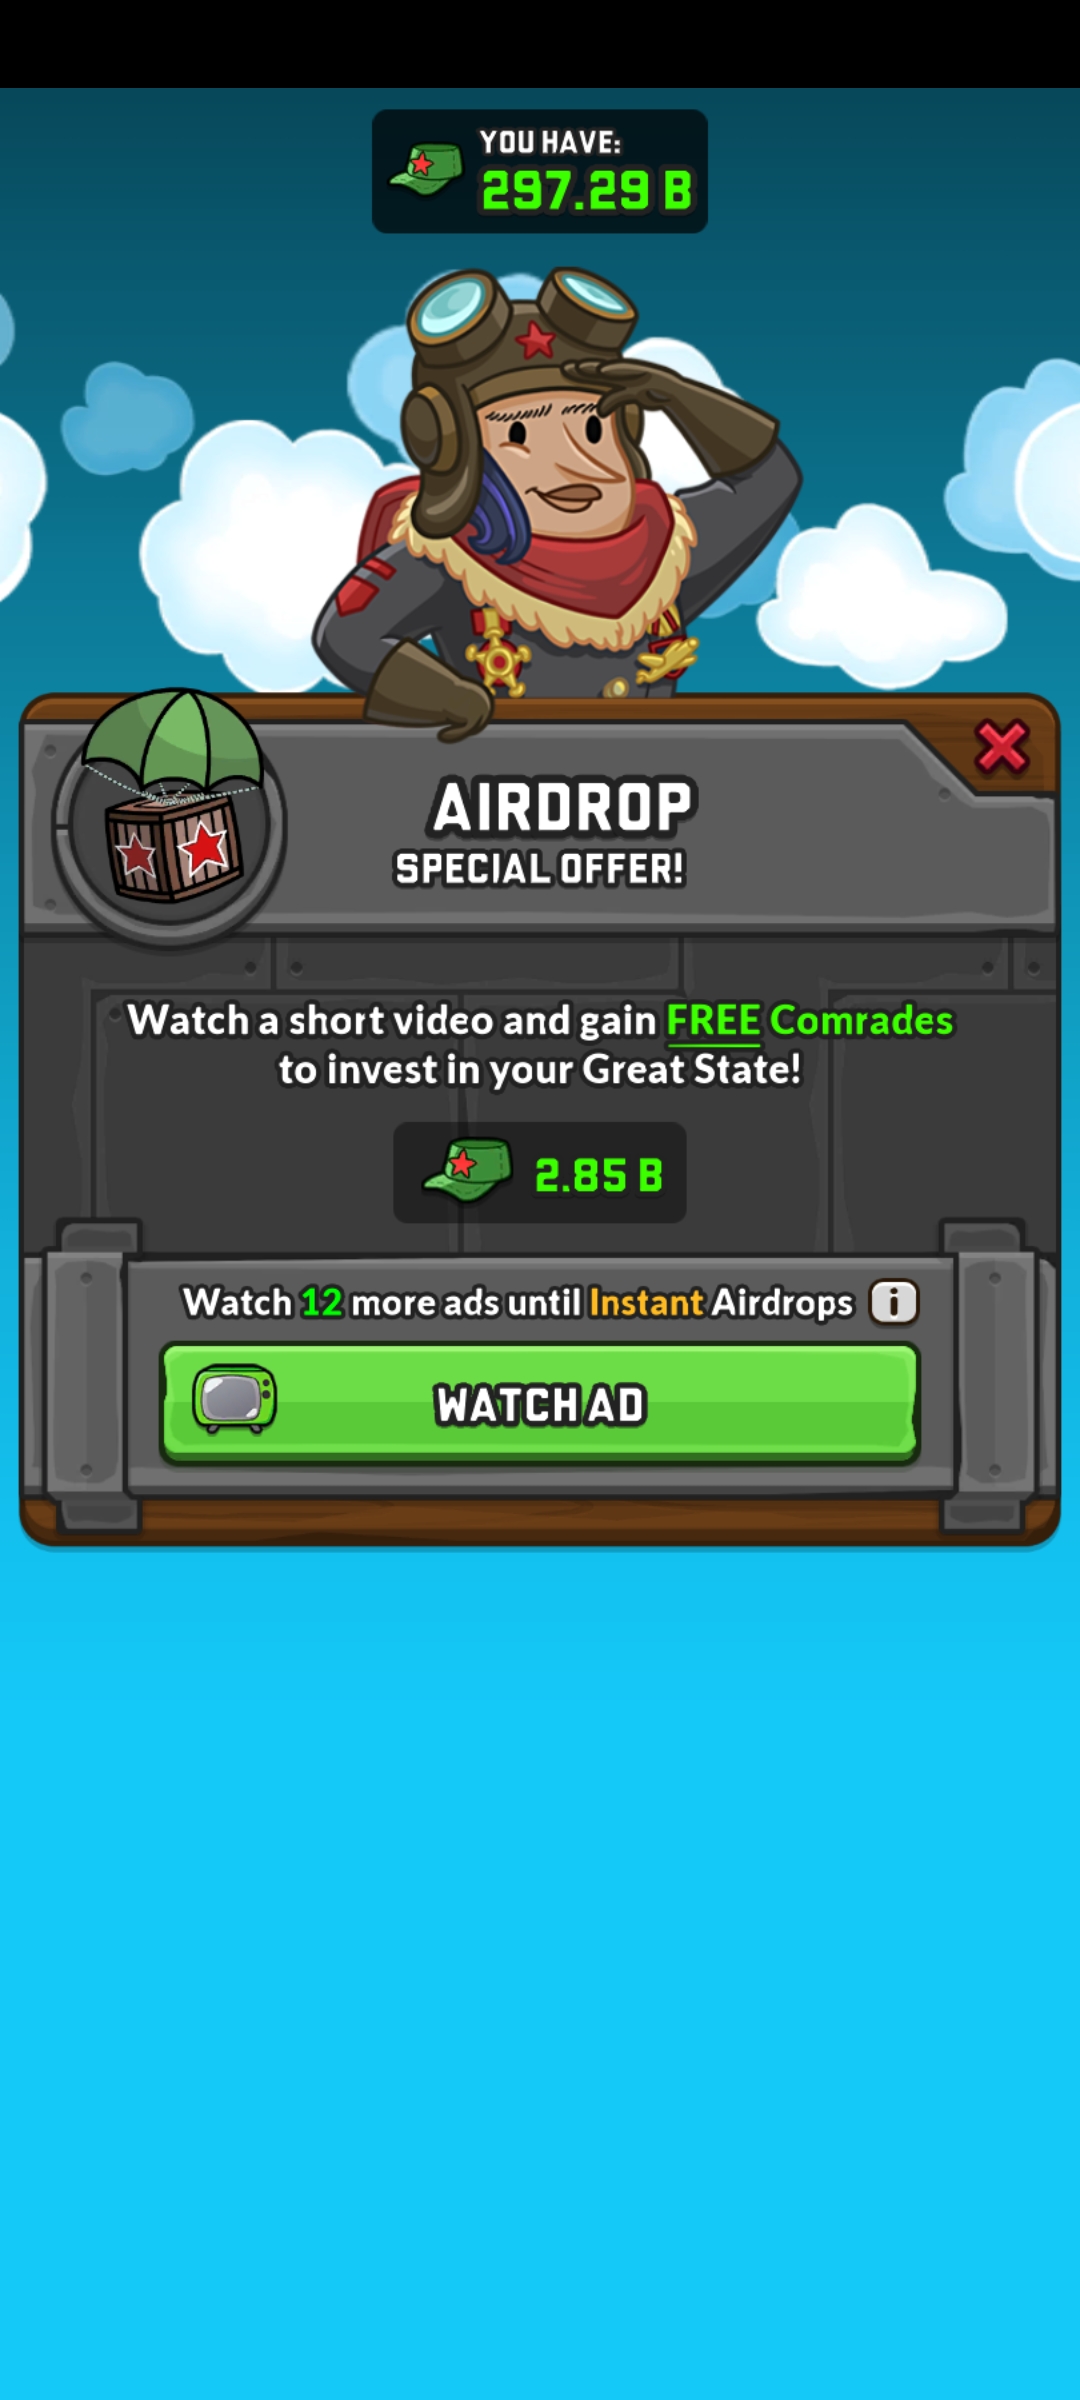 YOU HAVE:
297.29 B
AIRDROP
SPECIAL OFFER!
Watch a short video and gain FREE Comrades
to invest in your Great State!
2.85 B
Watch 12 more ads until Instant Airdrops i
WATCH AD